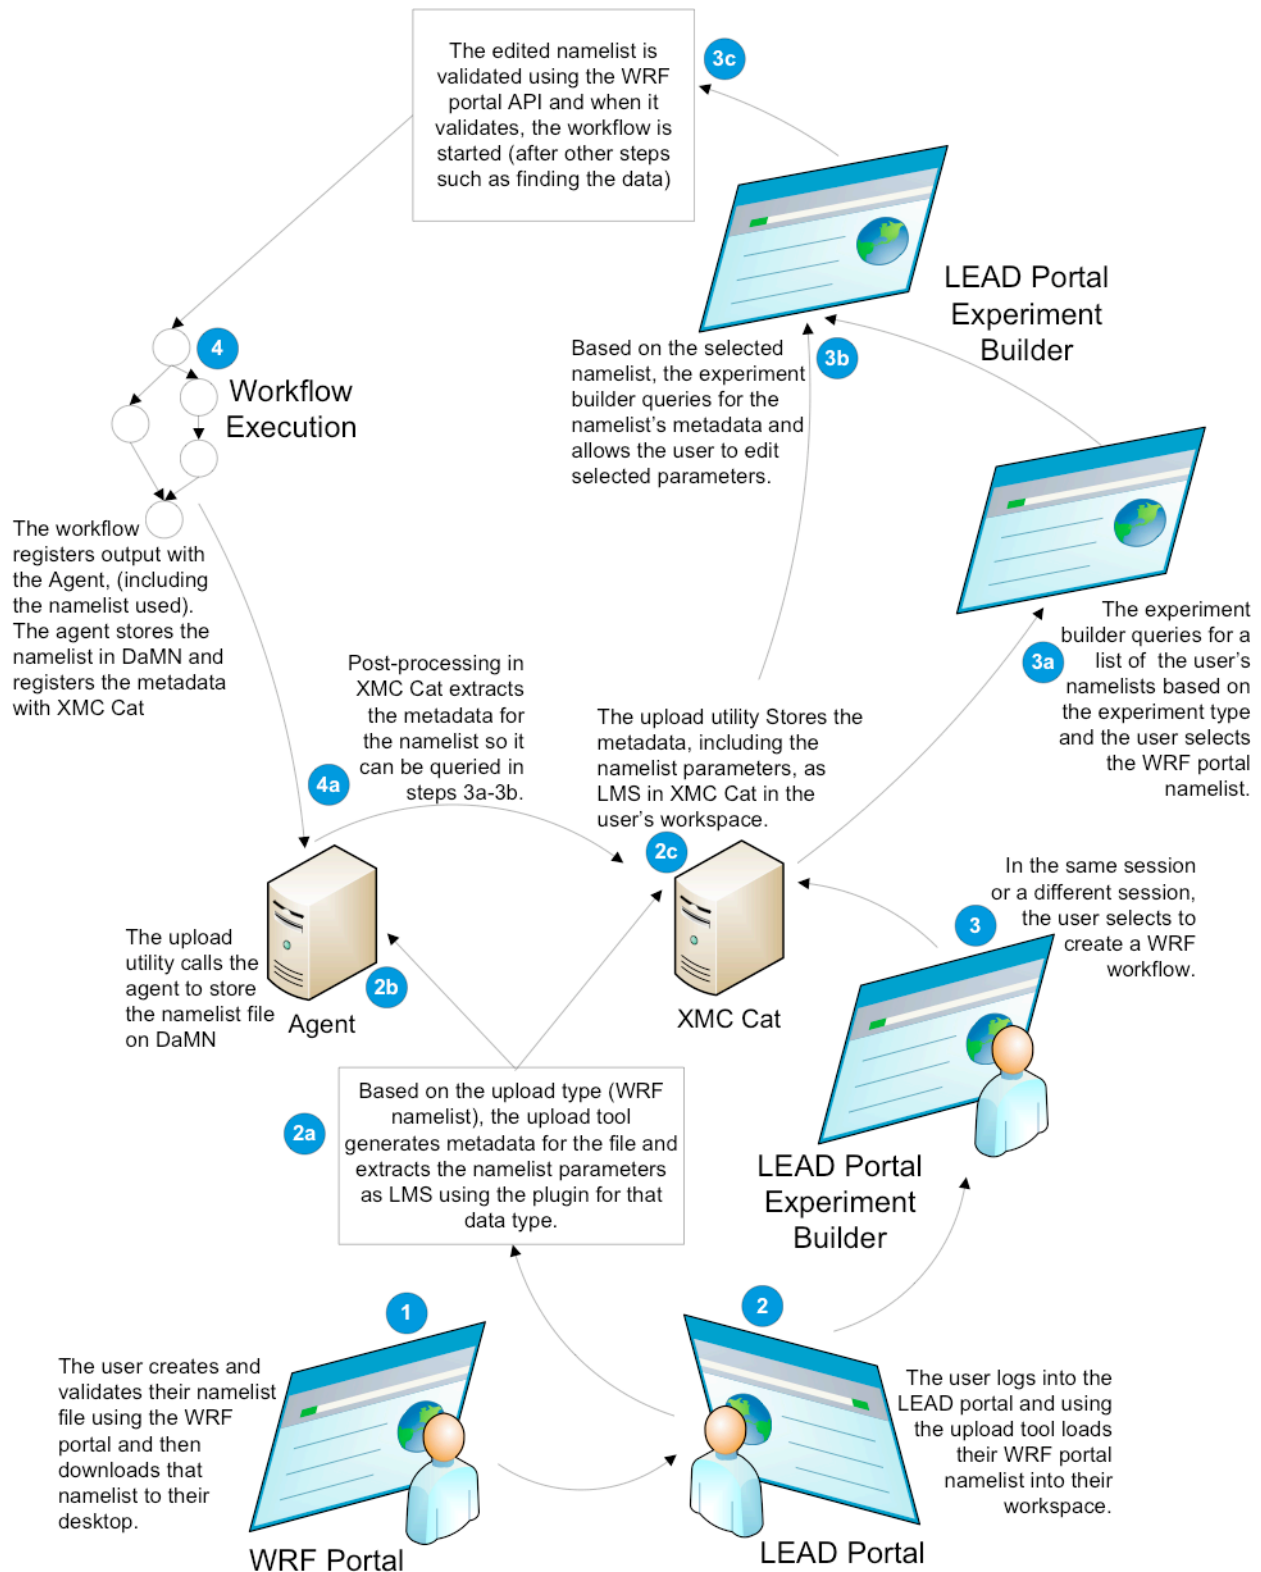 The edited namelist is
validated using the WRF
portal API and when it
validates, the workflow is
started (after other steps
such as finding the data)
3c
LEAD Portal
Experiment
Builder
3b
Based on the selected
namelist, the experiment
builder queries for the
namelist's metadata and
allows the user to edit
selected parameters.
4
Workflow
Execution
The workflow
registers output with
the Agent, (including
the namelist used).
The agent stores the
namelist in DaMN and
registers the metadata
with XMC Cat
3a
The experiment
builder queries for a
list of the user's
namelists based on
the experiment type
and the user selects
the WRF portal
namelist.
Post-processing in
XMC Cat extracts
the metadata for
the namelist so it
can be queried in
steps 3a-3b.
4a
The upload utility Stores the
metadata, including the
namelist parameters, as
LMS in XMC Cat in the
user's workspace.
2c
XMC Cat
In the same session
or a different session,
the user selects to
create a WRF
workflow.
3
LEAD Portal
Experiment
Builder
The upload
utility calls the
agent to store
the namelist file
on DaMN
2b
Agent
2a
Based on the upload type (WRF
namelist), the upload tool
generates metadata for the file and
extracts the namelist parameters
as LMS using the plugin for that
data type.
1
The user creates and
validates their namelist
file using the WRF
portal and then
downloads that
namelist to their
desktop.
WRF Portal
2
The user logs into the
LEAD portal and using
the upload tool loads
their WRF portal
namelist into their
workspace.
LEAD Portal